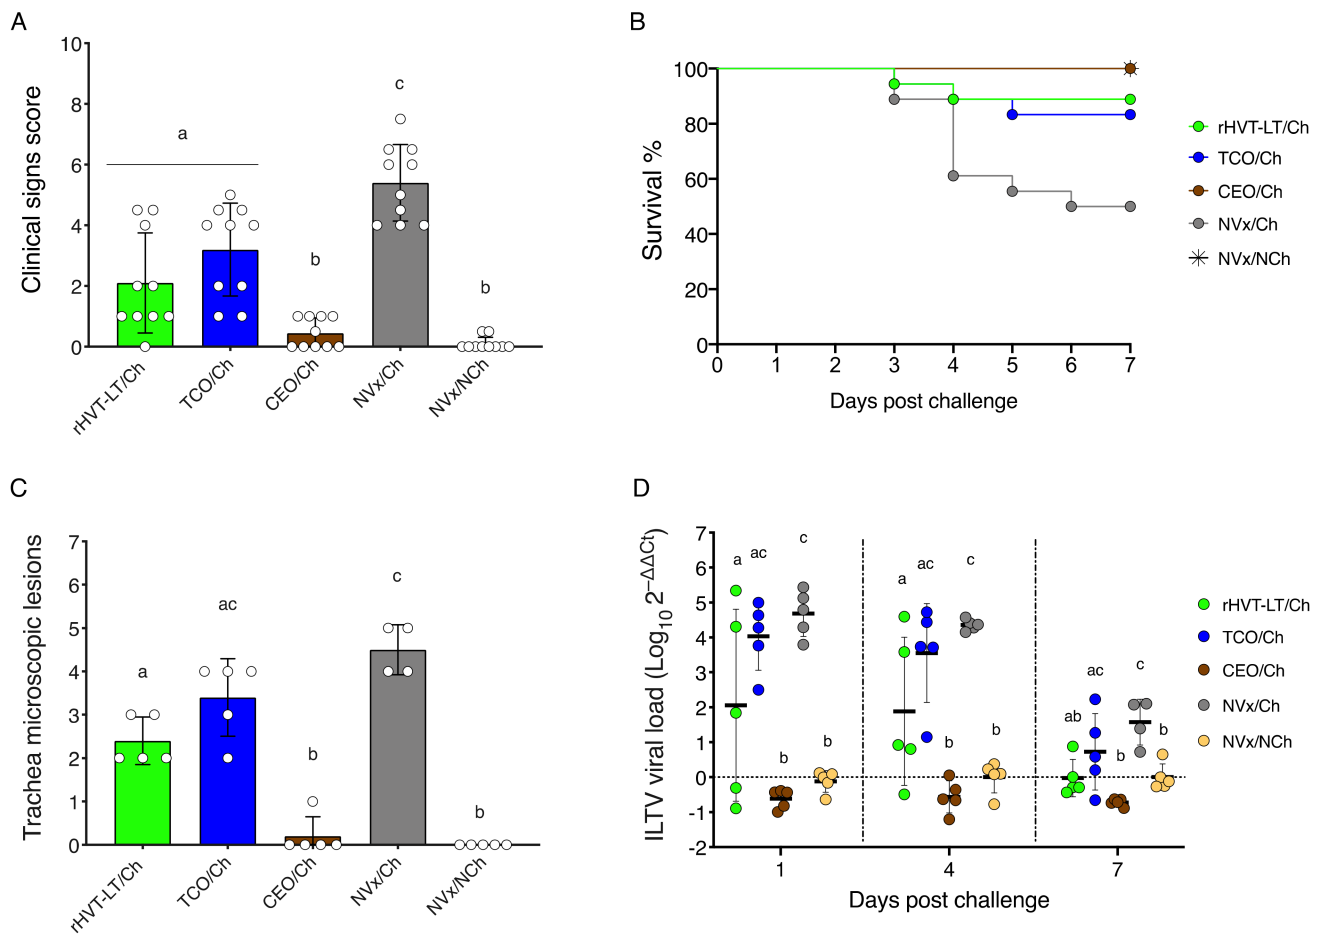 A
Clinical signs score
10
8
6
4
2
0
a
b
c
b
rHVT-LT/Ch
TCO/Ch
CEO/Ch
NVx/Ch
NVx/NCh
B
Survival %
100
80
60
40
20
0
0 1 2 3 4 5 6 7
Days post challenge
rHVT-LT/Ch
TCO/Ch
CEO/Ch
NVx/Ch
NVx/NCh
C
Trachea microscopic lesions
7
6
5
4
3
2
1
0
a
ac
b
c
b
rHVT-LT/Ch
TCO/Ch
CEO/Ch
NVx/Ch
NVx/NCh
D
ILTV viral load (Log10 2−ΔΔCt)
7
6
5
4
3
2
1
0
-1
-2
a ac b c b
a ac b c b
ab ac b c b
1 4 7
Days post challenge
rHVT-LT/Ch
TCO/Ch
CEO/Ch
NVx/Ch
NVx/NCh